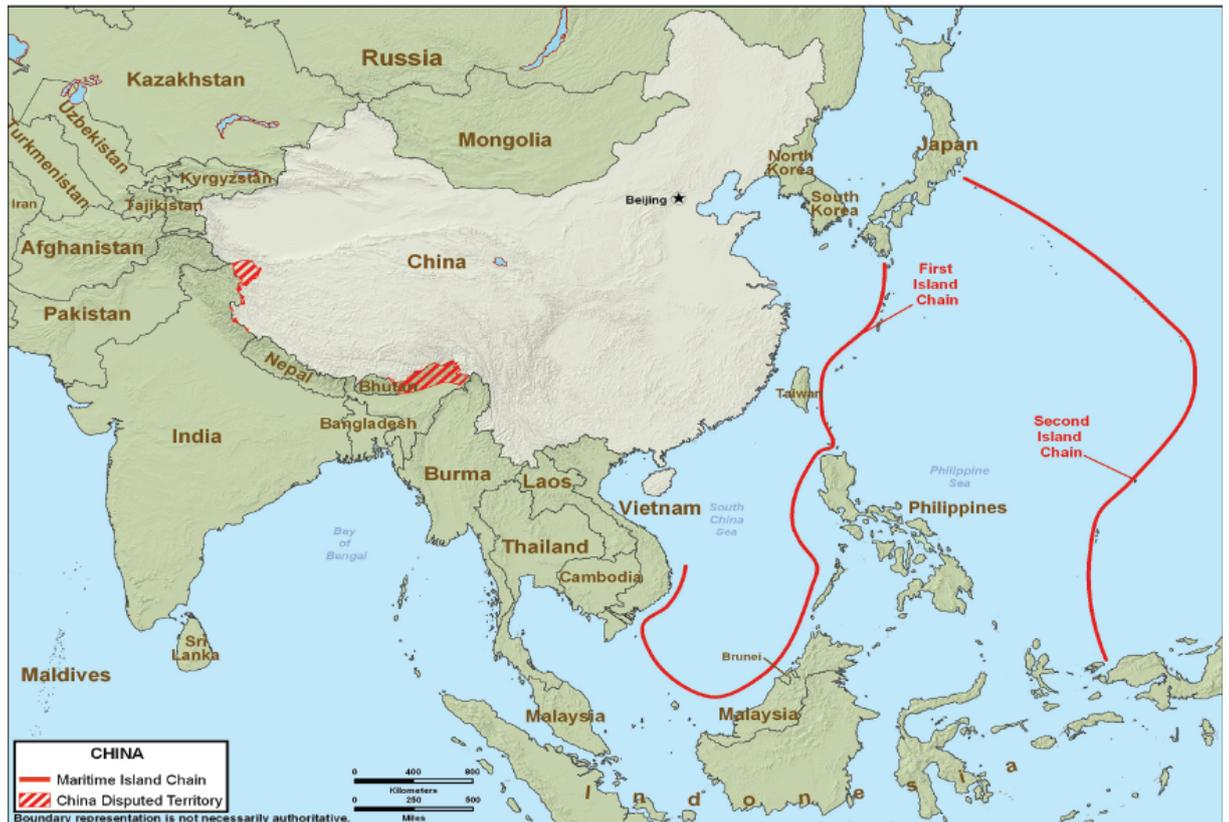 Russia
Kazakhstan
Uzbekistan
Turkmenistan
Mongolia
Kyrgyzstan
Tajikistan
Iran
Afghanistan
Pakistan
China
Beijing
North
Korea
South
Korea
Japan
First
Island
Chain
Second
Island
Chain
Nepal
Bhutan
Bangladesh
India
Burma
Laos
Taiwan
Vietnam
Thailand
Cambodia
South
China
Sea
Philippine
Sea
Philippines
Bay
of
Bengal
Sri
Lanka
Maldives
Brunei
Malaysia
Malaysia
Indonesia
CHINA
Maritime Island Chain
China Disputed Territory
0 400 800
Kilometers
0 250 500
Miles
Boundary representation is not necessarily authoritative.